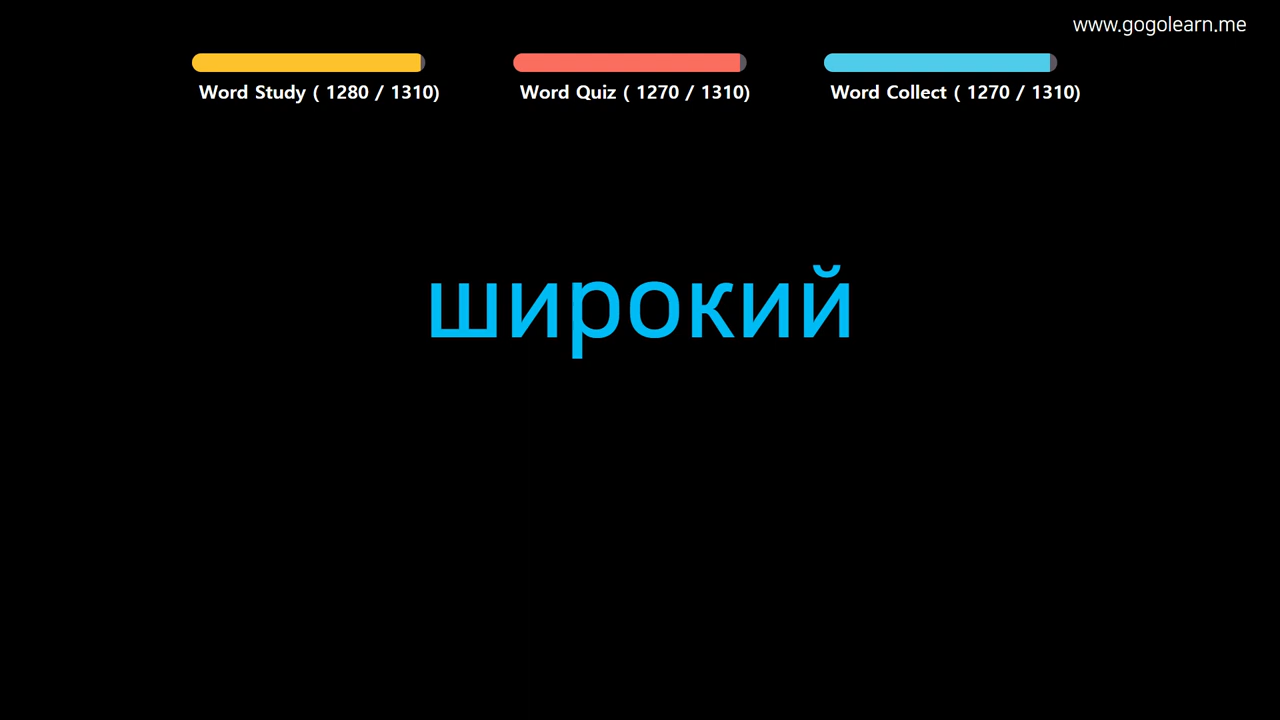 www.gogolearn.me
Word Study ( 1280 / 1310)
Word Quiz ( 1270 / 1310)
Word Collect ( 1270 / 1310)
широкий